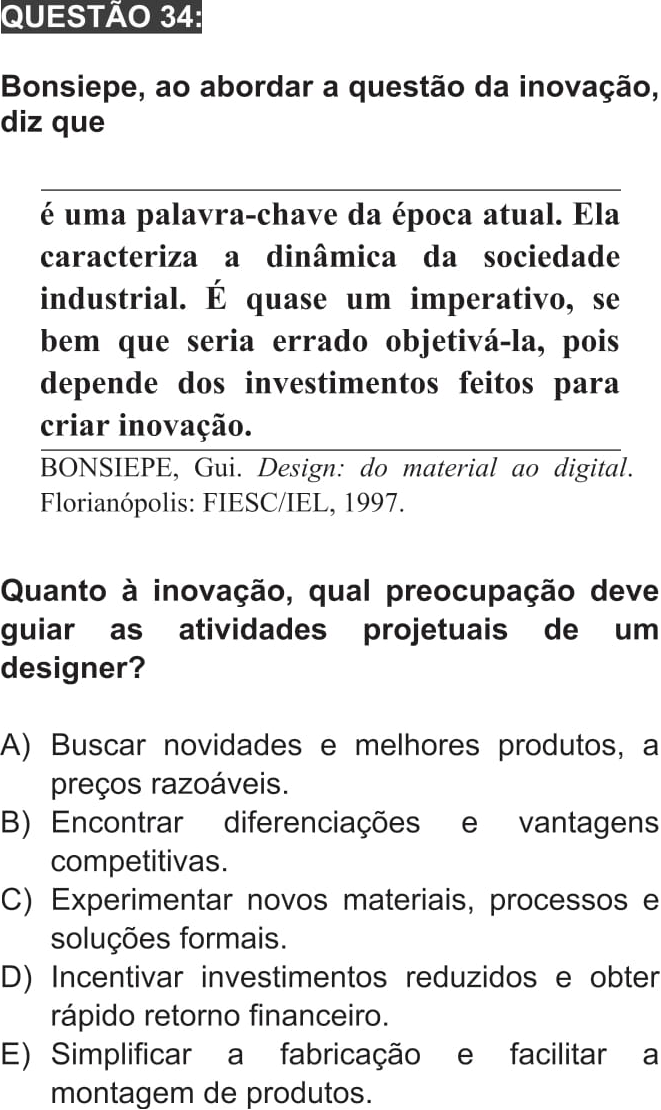 QUESTÃO 34:
Bonsiepe, ao abordar a questão da inovação,
diz que
é uma palavra-chave da época atual. Ela
caracteriza a dinâmica da sociedade
industrial. É quase um imperativo, se
bem que seria errado objetivá-la, pois
depende dos investimentos feitos para
criar inovação.
BONSIEPE, Gui. Design: do material ao digital.
Florianópolis: FIESC/IEL, 1997.
Quanto à inovação, qual preocupação deve
guiar as atividades projetuais de um
designer?
A) Buscar novidades e melhores produtos, a
preços razoáveis.
B) Encontrar diferenciações e vantagens
competitivas.
C) Experimentar novos materiais, processos e
soluções formais.
D) Incentivar investimentos reduzidos e obter
rápido retorno financeiro.
E) Simplificar a fabricação e facilitar a
montagem de produtos.